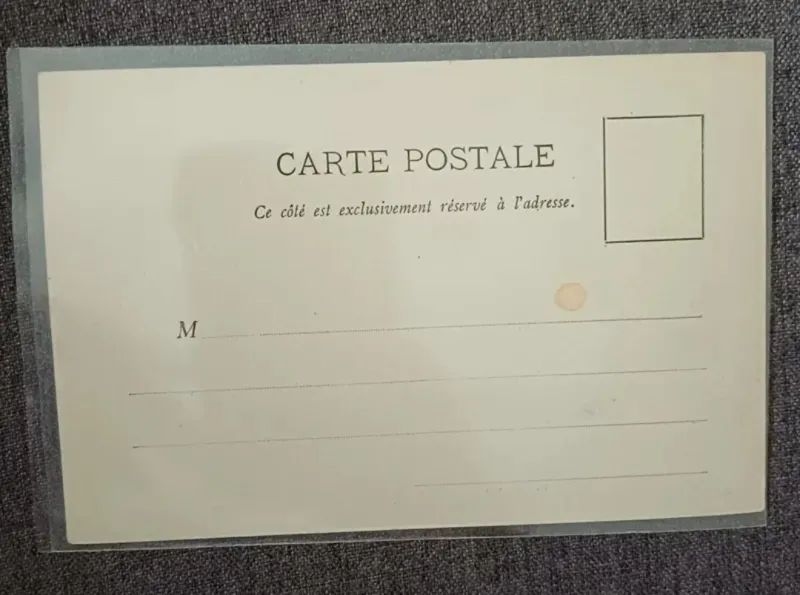 CARTE POSTALE
Ce côté est exclusivement réservé à l'adresse.
M